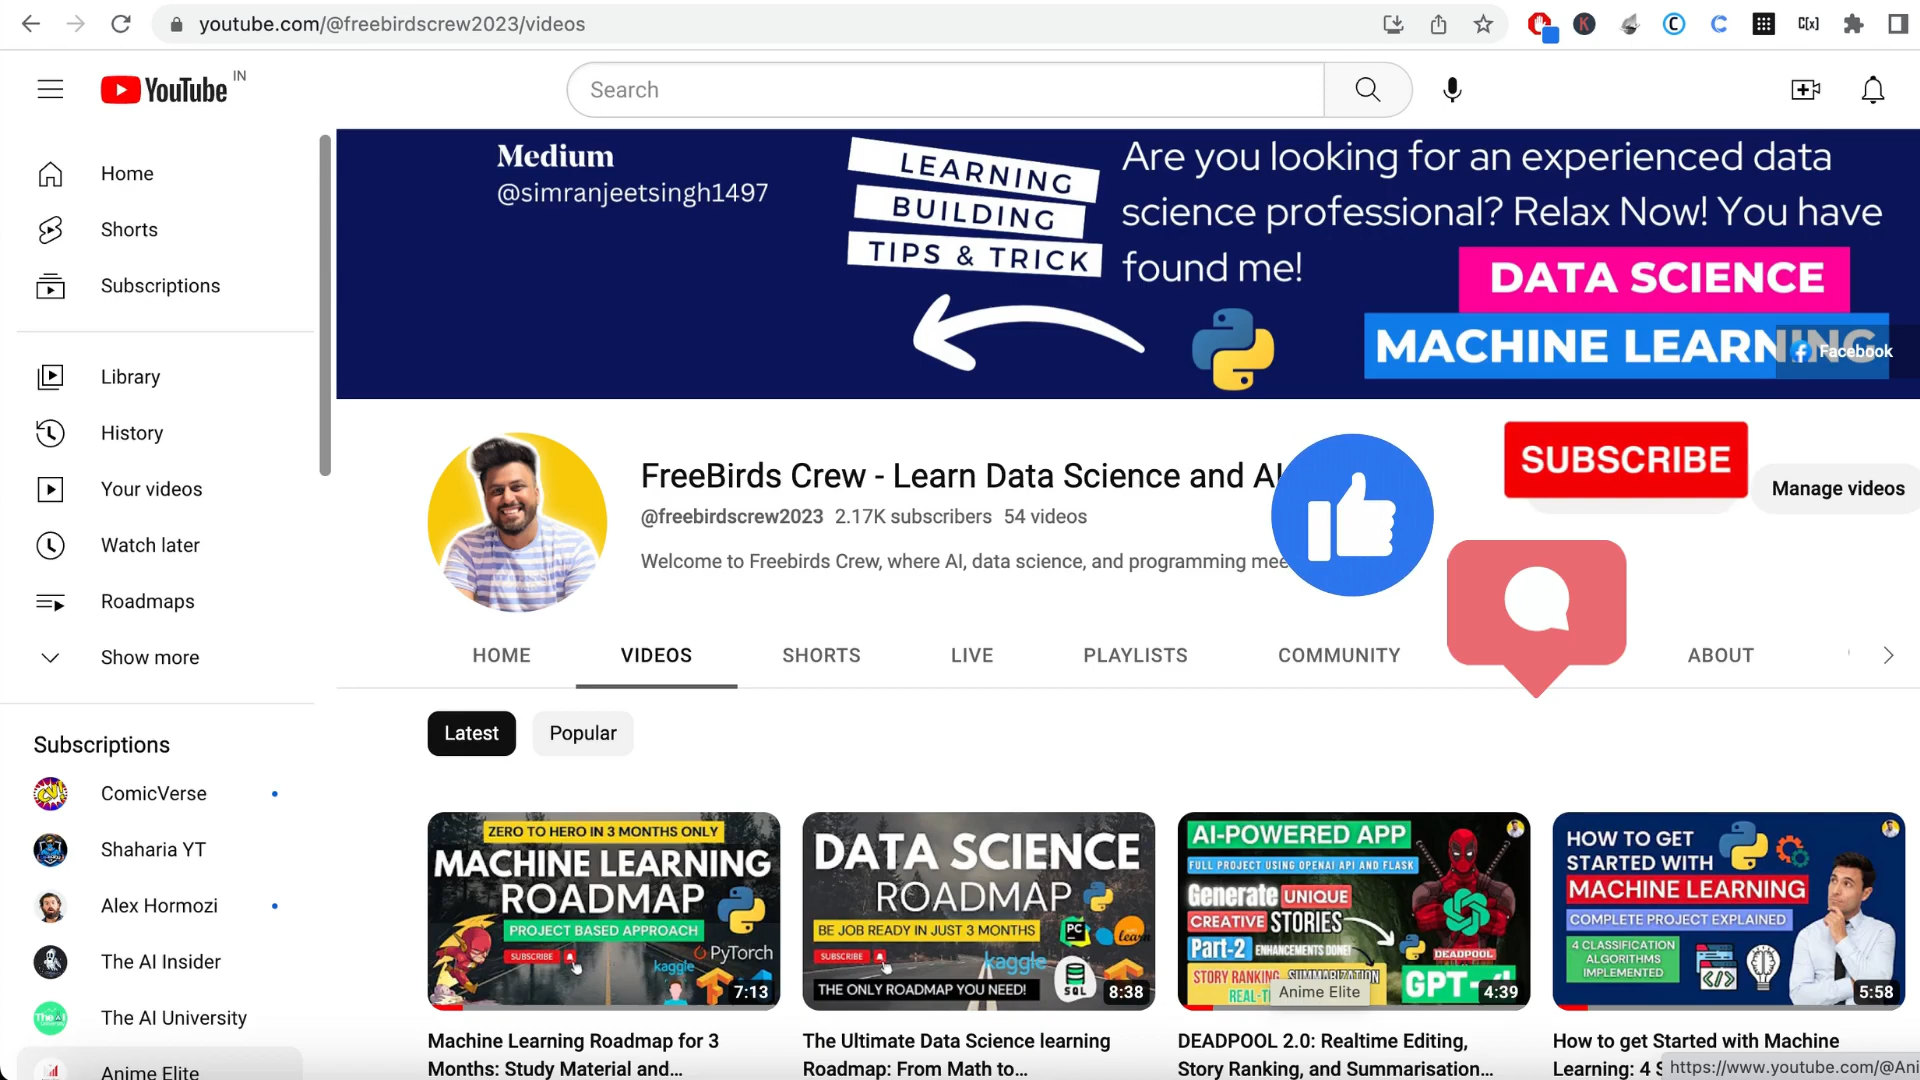 youtube.com/@freebirdscrew2023/videos
C[x]
YouTube IN
Search
Home
Shorts
Subscriptions
Library
History
Your videos
Watch later
Roadmaps
Show more
Subscriptions
ComicVerse
Shaharia YT
Alex Hormozi
The AI Insider
The AI University
Anime Elite
Medium
@simranjeetsingh1497
LEARNING
BUILDING
TIPS & TRICK
Are you looking for an experienced data
science professional? Relax Now! You have
found me!
DATA SCIENCE
MACHINE LEARNING
Facebook
FreeBirds Crew - Learn Data Science and AI
@freebirdscrew2023 2.17K subscribers 54 videos
Welcome to Freebirds Crew, where AI, data science, and programming mee
SUBSCRIBE
Manage videos
HOME VIDEOS SHORTS LIVE PLAYLISTS COMMUNITY ABOUT
Latest Popular
ZERO TO HERO IN 3 MONTHS ONLY
MACHINE LEARNING
ROADMAP
PROJECT BASED APPROACH
SUBSCRIBE
PyTorch
kaggle
7:13
Machine Learning Roadmap for 3
Months: Study Material and...
DATA SCIENCE
ROADMAP
BE JOB READY IN JUST 3 MONTHS
PC
learn
SUBSCRIBE
kaggle
THE ONLY ROADMAP YOU NEED!
SQL
8:38
The Ultimate Data Science learning
Roadmap: From Math to...
AI-POWERED APP
FULL PROJECT USING OPENAI API AND FLASK
Generate UNIQUE
CREATIVE STORIES
Part-2 ENHANCEMENTS DONE!
DEADPOOL
STORY RANKING, SUMMARIZATION
REAL-T
Anime Elite
GPT-4
4:39
DEADPOOL 2.0: Realtime Editing,
Story Ranking, and Summarisation...
HOW TO GET
STARTED WITH
MACHINE LEARNING
COMPLETE PROJECT EXPLAINED
4 CLASSIFICATION
ALGORITHMS
IMPLEMENTED
5:58
How to get Started with Machine
Learning: 4 S
https://www.youtube.com/@Ani